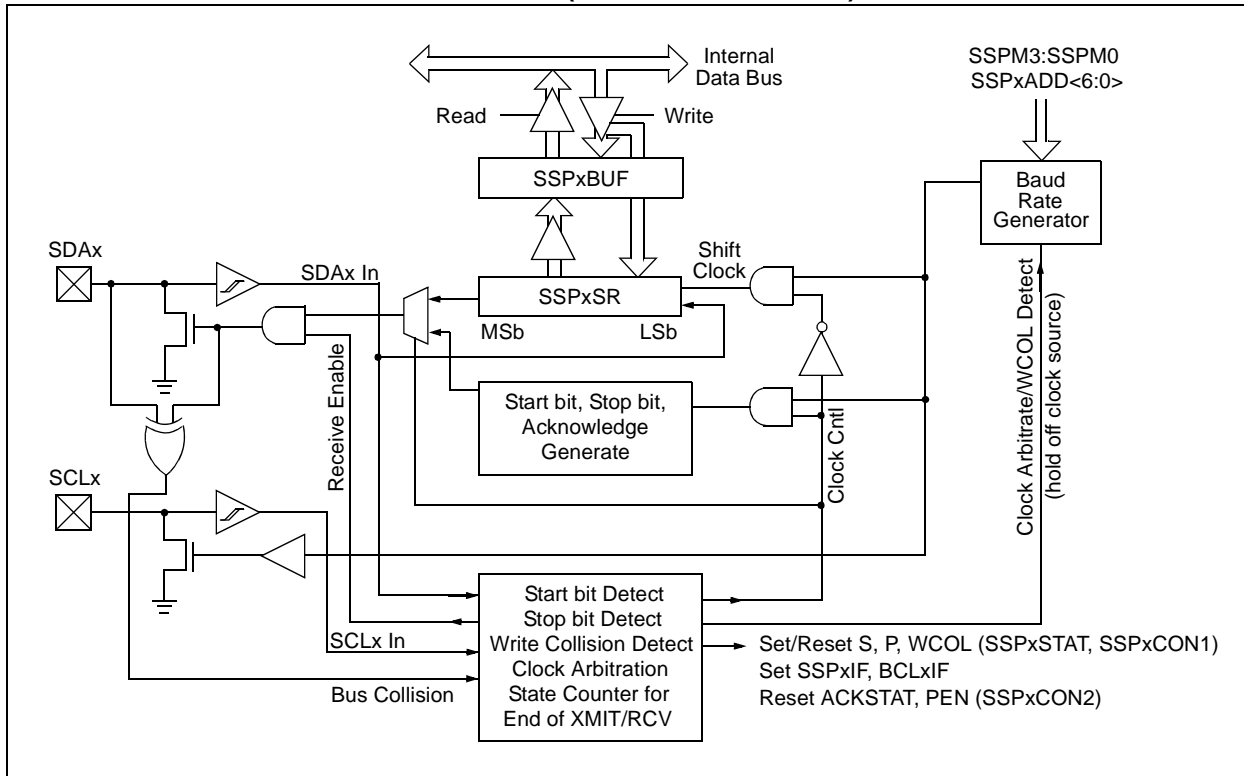 Internal
Data Bus
SSPM3:SSPM0
SSPxADD<6:0>
Read
Write
SSPxBUF
Baud
Rate
Generator
SDAx
SDAx In
Shift
Clock
SSPxSR
MSb
LSb
Receive Enable
Start bit, Stop bit,
Acknowledge
Generate
Clock Cntl
Clock Arbitrate/WCOL Detect
(hold off clock source)
SCLx
SCLx In
Bus Collision
Start bit Detect
Stop bit Detect
Write Collision Detect
Clock Arbitration
State Counter for
End of XMIT/RCV
Set/Reset S, P, WCOL (SSPxSTAT, SSPxCON1)
Set SSPxIF, BCLxIF
Reset ACKSTAT, PEN (SSPxCON2)